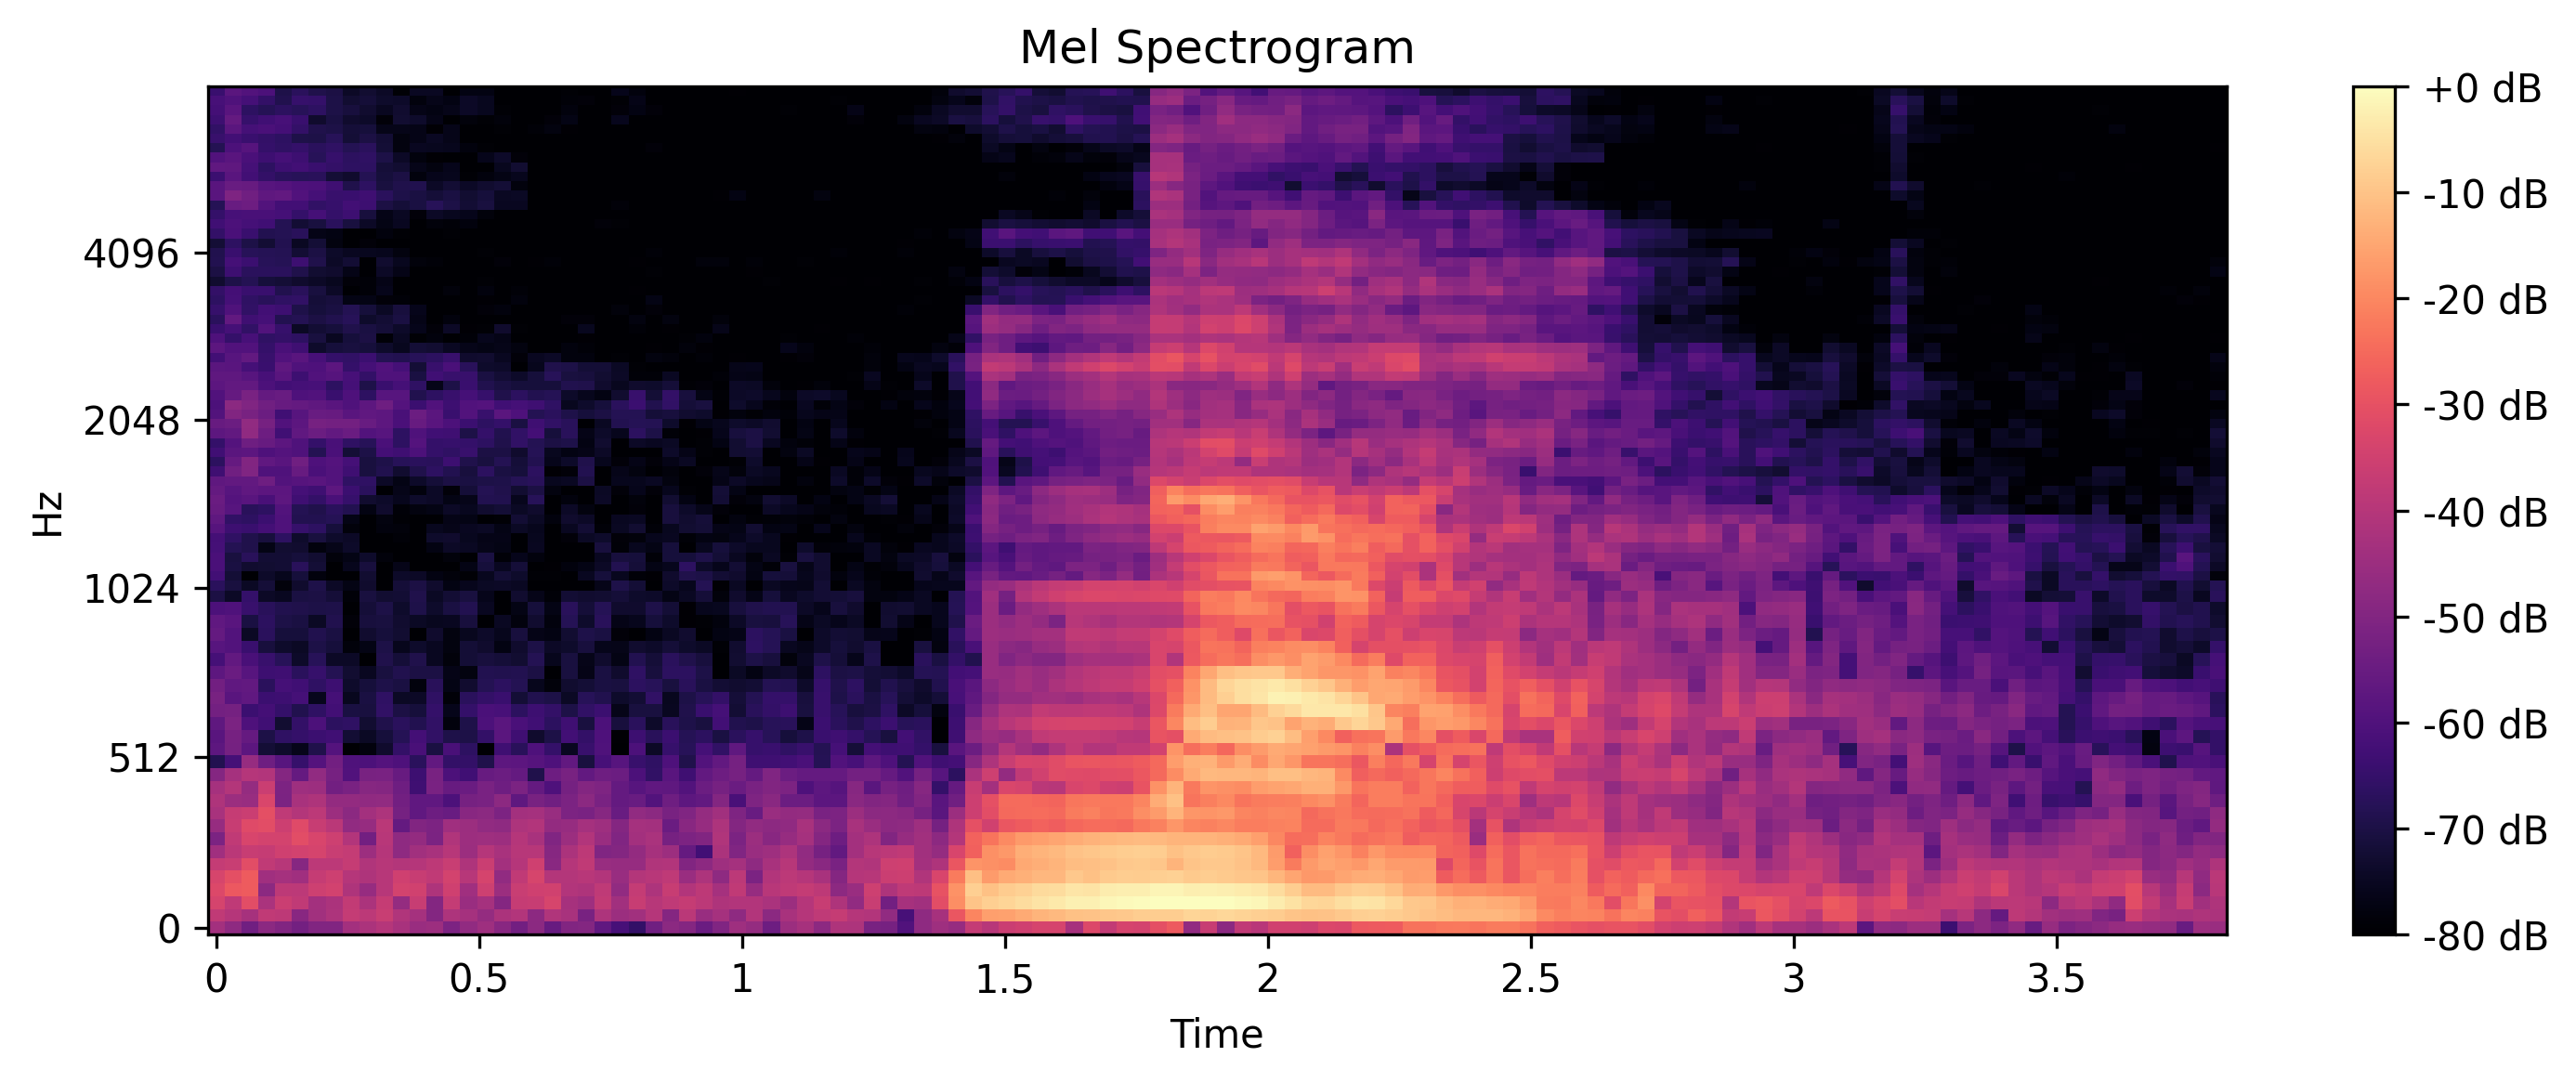 Mel Spectrogram
+0 dB
-10 dB
-20 dB
-30 dB
-40 dB
-50 dB
-60 dB
-70 dB
-80 dB
Hz
4096
2048
1024
512
0
0 0.5 1 1.5 2 2.5 3 3.5
Time